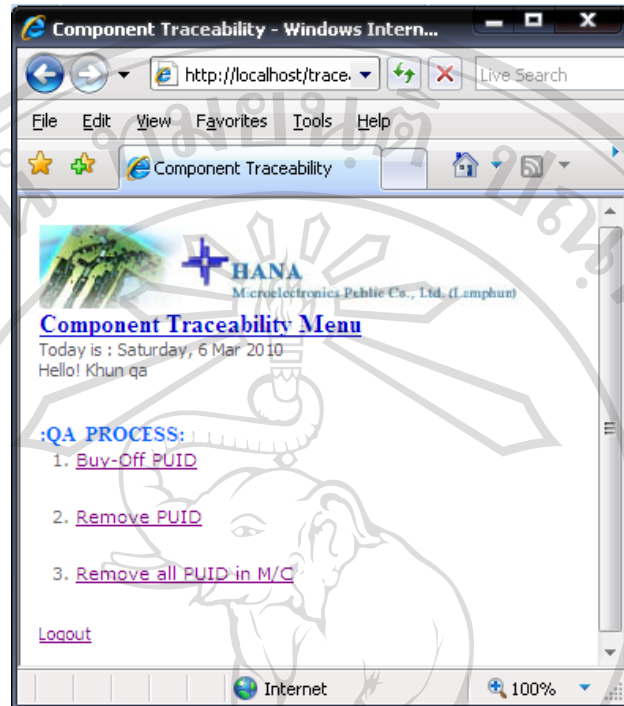 Component Traceability - Windows Intern...
http://localhost/trace.
Live Search
File Edit View Favorites Tools Help
Component Traceability
HANA
Microelectronics Public Co., Ltd. (Lamphun)
Component Traceability Menu
Today is : Saturday, 6 Mar 2010
Hello! Khun qa
:QA PROCESS:
1. Buy-Off PUID
2. Remove PUID
3. Remove all PUID in M/C
Logout
Internet
100%